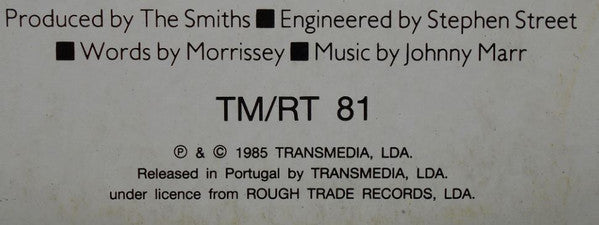 Produced by The Smiths ■ Engineered by Stephen Street
■ Words by Morrissey ■ Music by Johnny Marr
TM/RT 81
℗ & © 1985 TRANSMEDIA, LDA.
Released in Portugal by TRANSMEDIA, LDA.
under licence from ROUGH TRADE RECORDS, LDA.